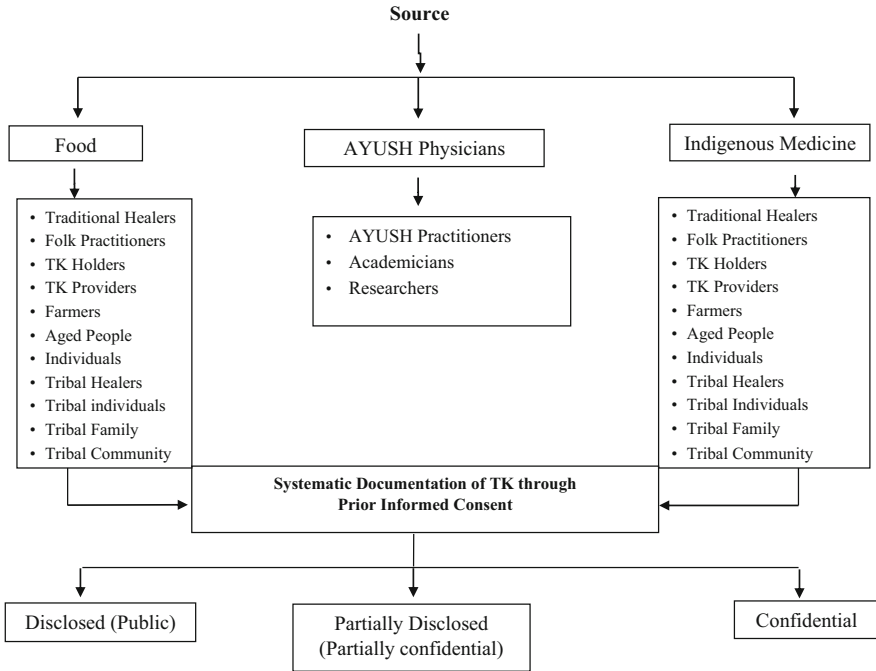 Source
Food
AYUSH Physicians
Indigenous Medicine
• Traditional Healers
• Folk Practitioners
• TK Holders
• TK Providers
• Farmers
• Aged People
• Individuals
• Tribal Healers
• Tribal individuals
• Tribal Family
• Tribal Community
• AYUSH Practitioners
• Academicians
• Researchers
• Traditional Healers
• Folk Practitioners
• TK Holders
• TK Providers
• Farmers
• Aged People
• Individuals
• Tribal Healers
• Tribal Individuals
• Tribal Family
• Tribal Community
Systematic Documentation of TK through
Prior Informed Consent
Disclosed (Public)
Partially Disclosed
(Partially confidential)
Confidential